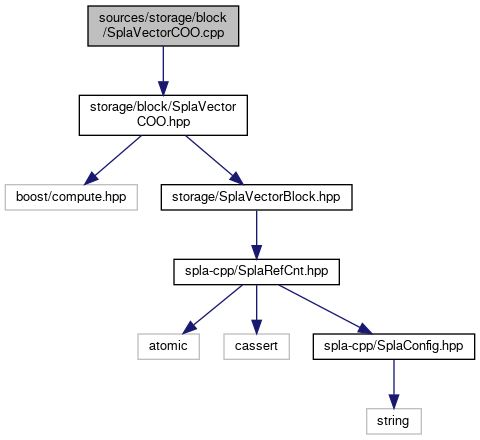 sources/storage/block
/SplaVectorCOO.cpp
storage/block/SplaVector
COO.hpp
boost/compute.hpp
storage/SplaVectorBlock.hpp
spla-cpp/SplaRefCnt.hpp
atomic
cassert
spla-cpp/SplaConfig.hpp
string